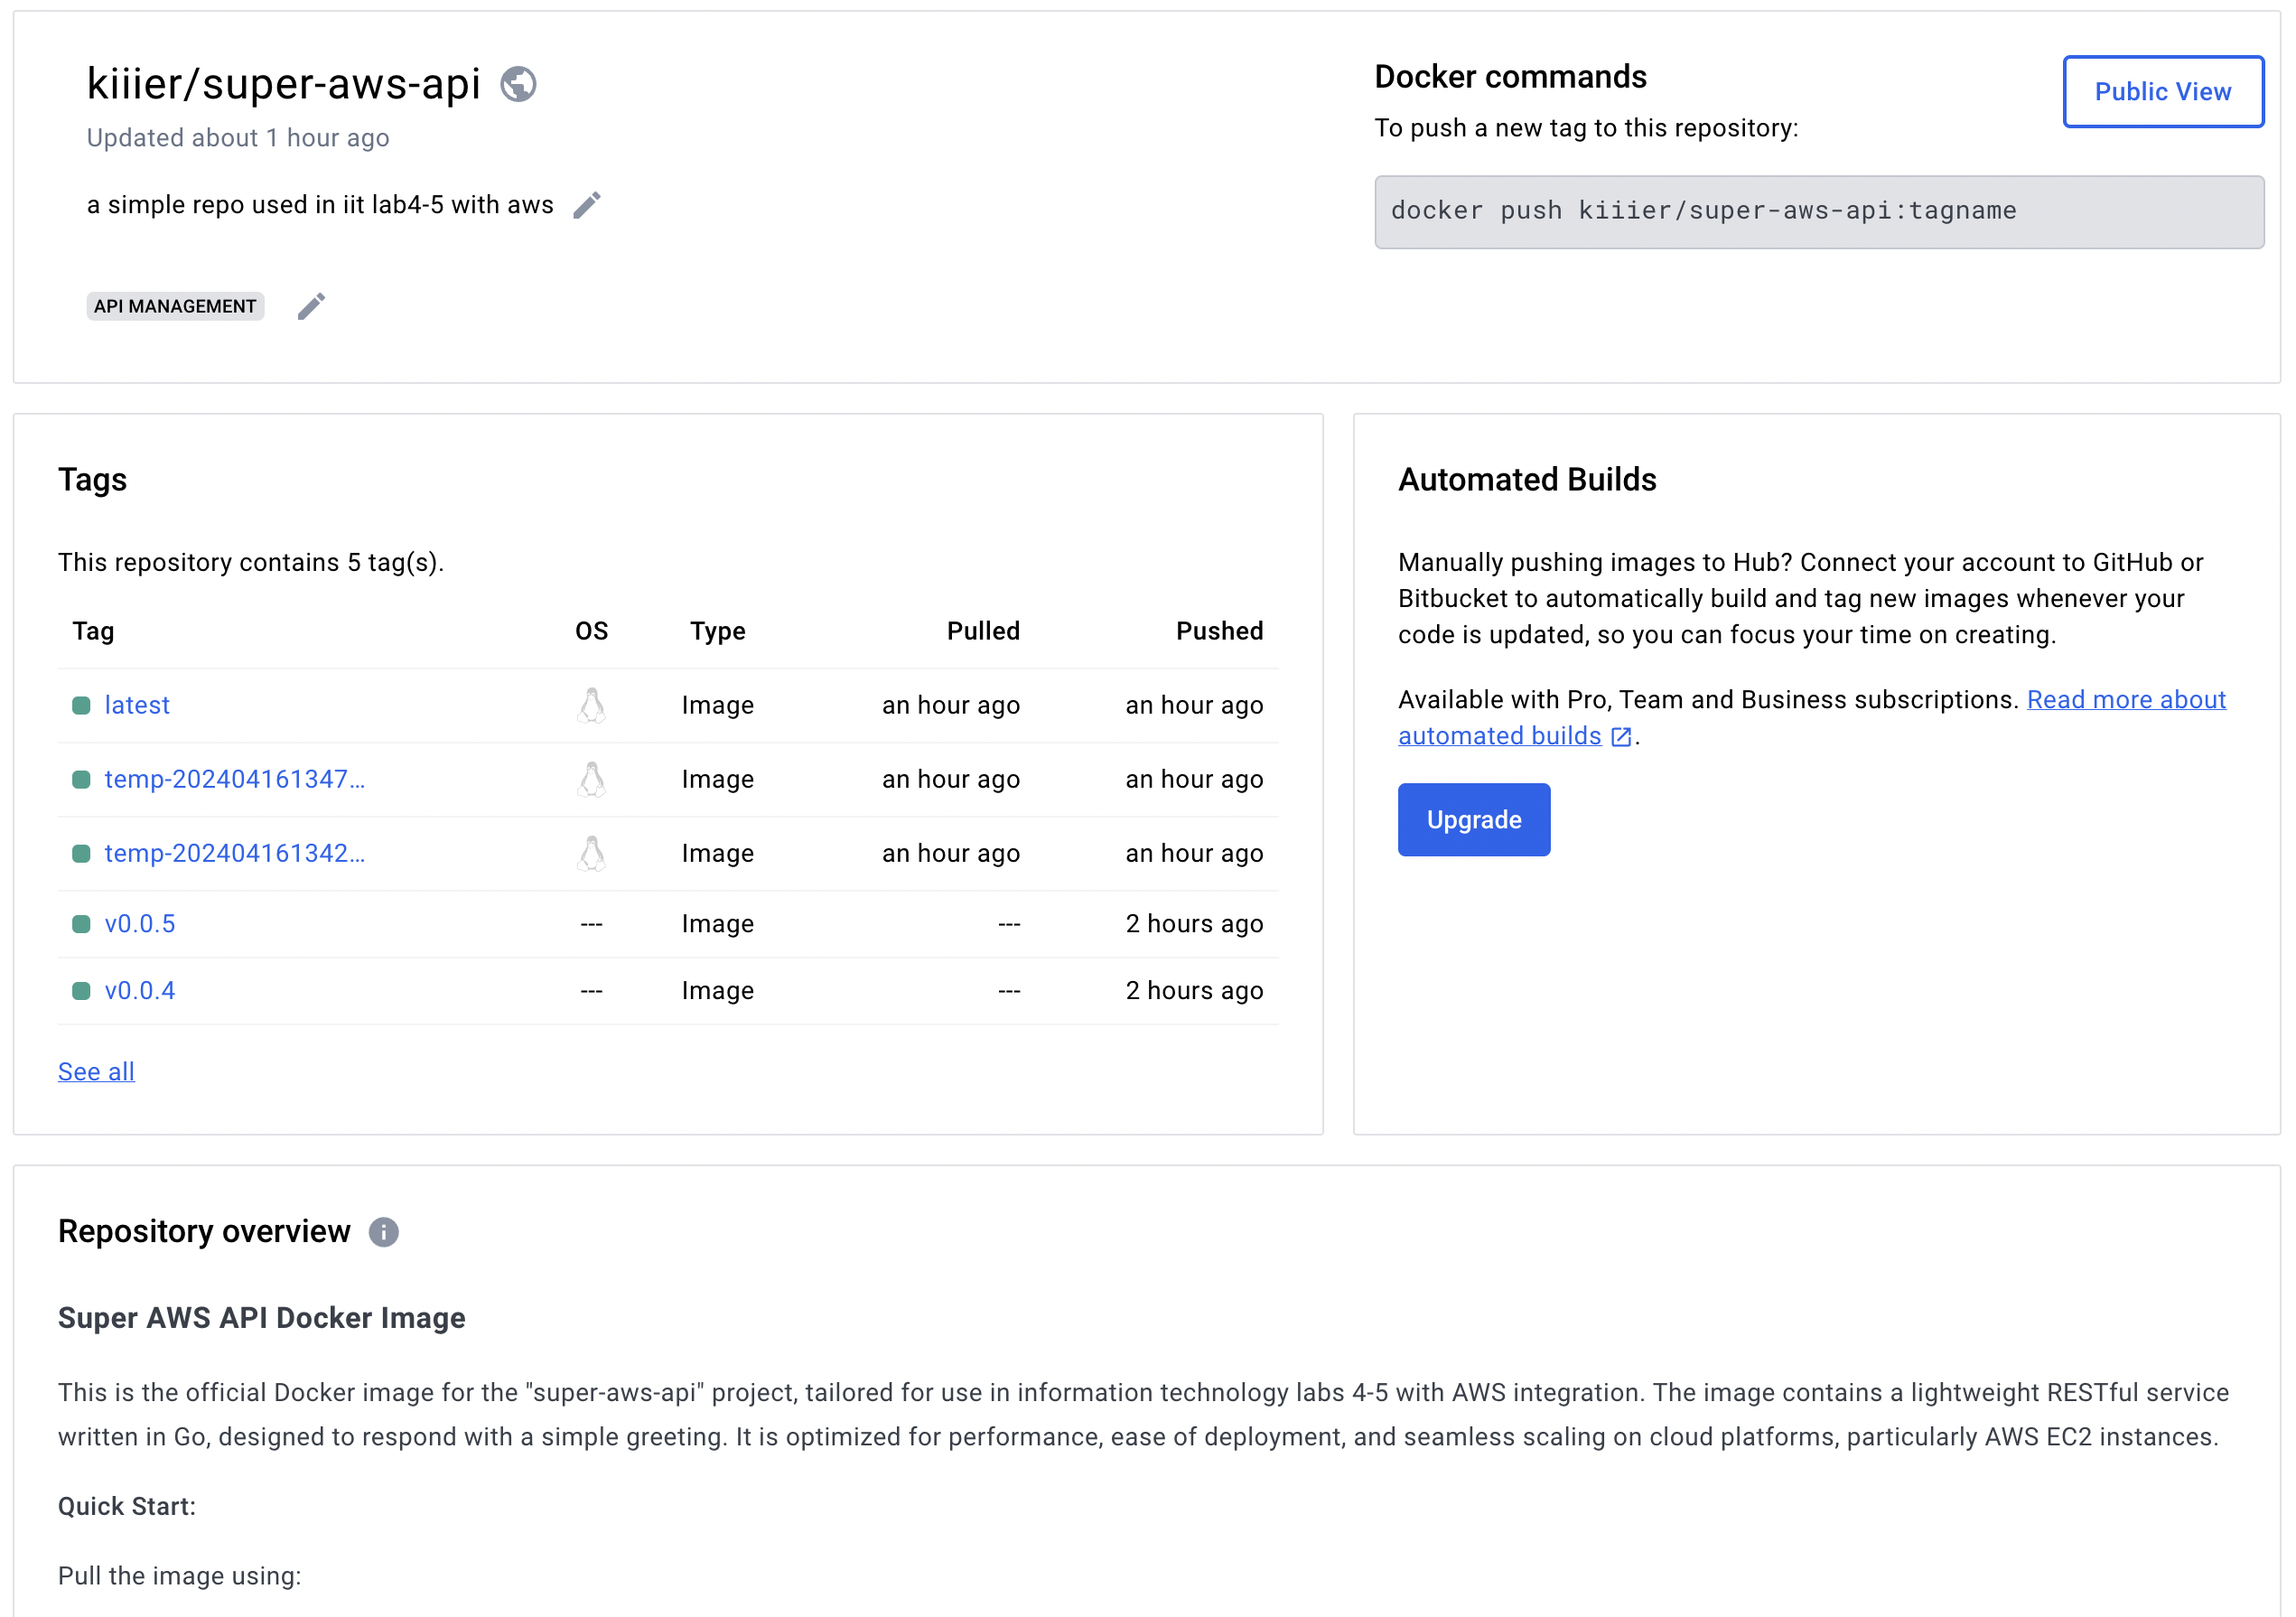 kiiier/super-aws-api
Updated about 1 hour ago
a simple repo used in iit lab4-5 with aws
API MANAGEMENT
Docker commands
Public View
To push a new tag to this repository:
docker push kiiier/super-aws-api:tagname
Tags
This repository contains 5 tag(s).
Tag OS Type Pulled Pushed
latest Image an hour ago an hour ago
temp-202404161347... Image an hour ago an hour ago
temp-202404161342... Image an hour ago an hour ago
v0.0.5 --- Image --- 2 hours ago
v0.0.4 --- Image --- 2 hours ago
See all
Automated Builds
Manually pushing images to Hub? Connect your account to GitHub or
Bitbucket to automatically build and tag new images whenever your
code is updated, so you can focus your time on creating.
Available with Pro, Team and Business subscriptions. Read more about
automated builds .
Upgrade
Repository overview
Super AWS API Docker Image
This is the official Docker image for the "super-aws-api" project, tailored for use in information technology labs 4-5 with AWS integration. The image contains a lightweight RESTful service
written in Go, designed to respond with a simple greeting. It is optimized for performance, ease of deployment, and seamless scaling on cloud platforms, particularly AWS EC2 instances.
Quick Start:
Pull the image using: